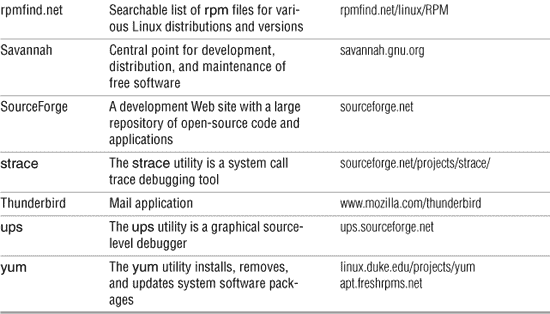 rpmfind.net Searchable list of rpm files for vari- rpmfind.net/linux/RPM
ous Linux distributions and versions
Savannah Central point for development, savannah.gnu.org
distribution, and maintenance of
free software
SourceForge A development Web site with a large sourceforge.net
repository of open-source code and
applications
strace The strace utility is a system call sourceforge.net/projects/strace/
trace debugging tool
Thunderbird Mail application www.mozilla.com/thunderbird
ups The ups utility is a graphical source- ups.sourceforge.net
level debugger
yum The yum utility installs, removes, linux.duke.edu/projects/yum
and updates system software pack- apt.freshrpms.net
ages